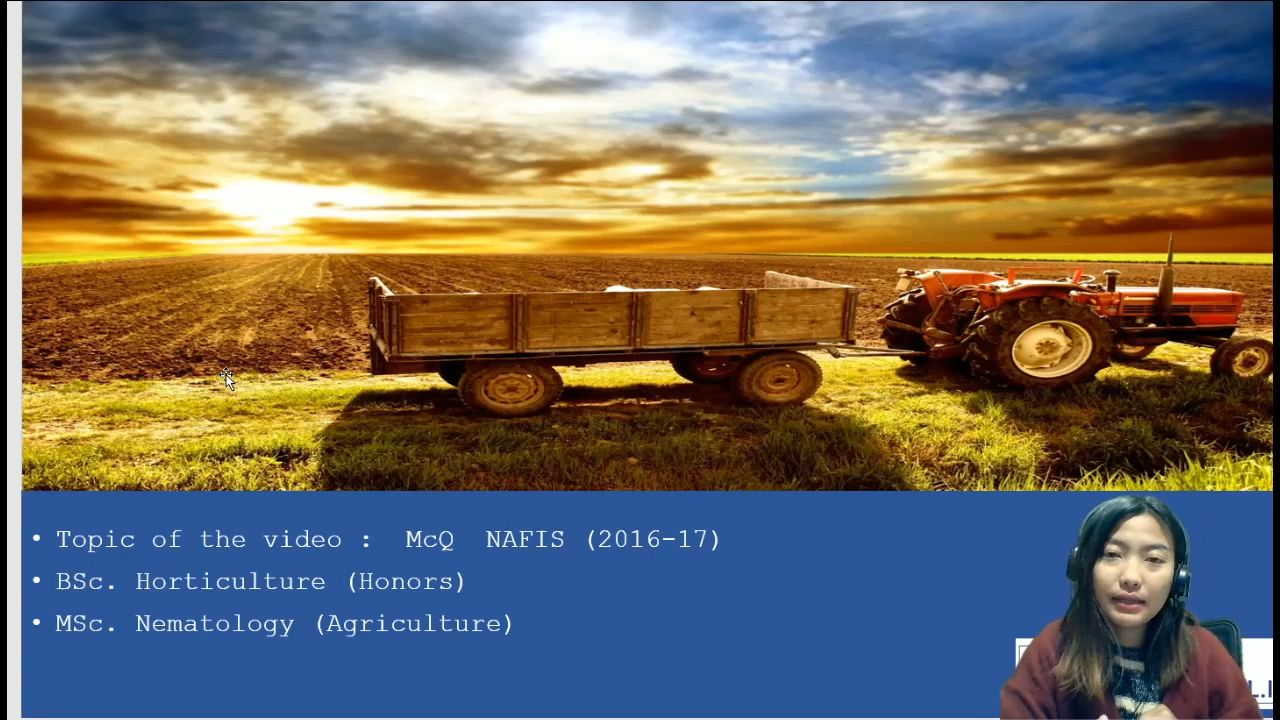 • Topic of the video : McQ NAFIS (2016-17)
• BSc. Horticulture (Honors)
• MSc. Nematology (Agriculture)